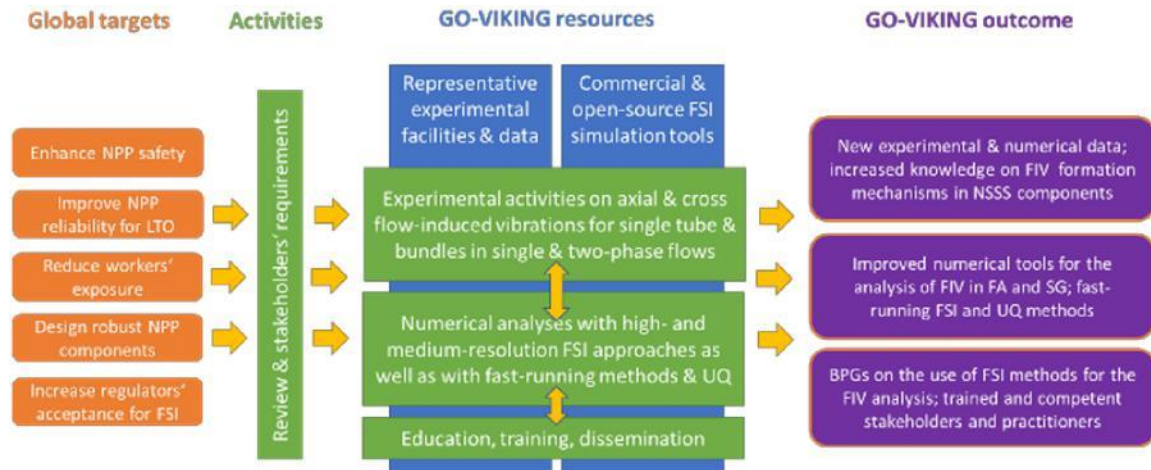 Global targets
Activities
GO-VIKING resources
GO-VIKING outcome
Enhance NPP safety
Improve NPP
reliability for LTO
Reduce workers‘
exposure
Design robust NPP
components
Increase regulators‘
acceptance for FSI
Review & stakeholders‘ requirements
Representative
experimental
facilities & data
Commercial &
open-source FSI
simulation tools
Experimental activities on axial & cross
flow-induced vibrations for single tube &
bundles in single & two-phase flows
Numerical analyses with high- and
medium-resolution FSI approaches as
well as with fast-running methods & UQ
Education, training, dissemination
New experimental & numerical data;
increased knowledge on FIV formation
mechanisms in NSSS components
Improved numerical tools for the
analysis of FIV in FA and SG; fast-
running FSI and UQ methods
BPGs on the use of FSI methods for the
FIV analysis; trained and competent
stakeholders and practitioners